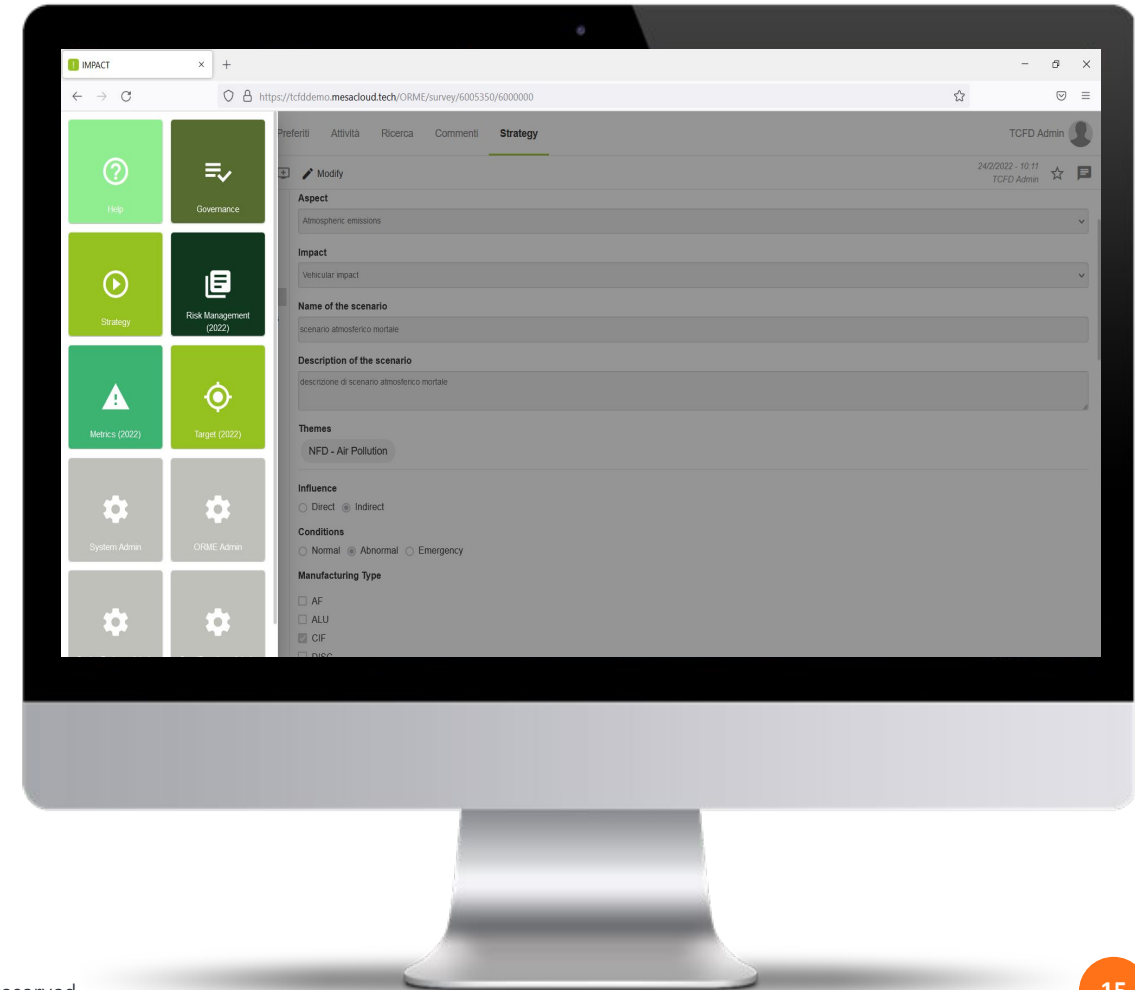 IMPACT
https://tcfddemo.mesacloud.tech/ORME/survey/6005350/6000000
Preferiti Attività Ricerca Commenti Strategy TCFD Admin
Modify
24/2/2022 - 10:11
TCFD Admin
Help
Governance
Strategy
Risk Management
(2022)
Metrics (2022)
Target (2022)
System Admin
ORME Admin
Aspect
Atmospheric emissions
Impact
Vehicular impact
Name of the scenario
scenario atmosferico mortale
Description of the scenario
descrizione di scenario atmosferico mortale
Themes
NFD - Air Pollution
Influence
Direct Indirect
Conditions
Normal Abnormal Emergency
Manufacturing Type
AF
ALU
CIF
DISC
15